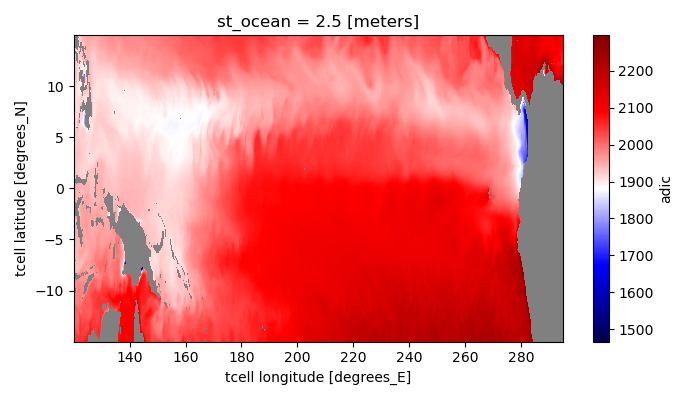 st_ocean = 2.5 [meters]
tcell latitude [degrees_N]
10
5
0
−5
−10
140 160 180 200 220 240 260 280
tcell longitude [degrees_E]
2200
2100
2000
1900
1800
1700
1600
1500
adic